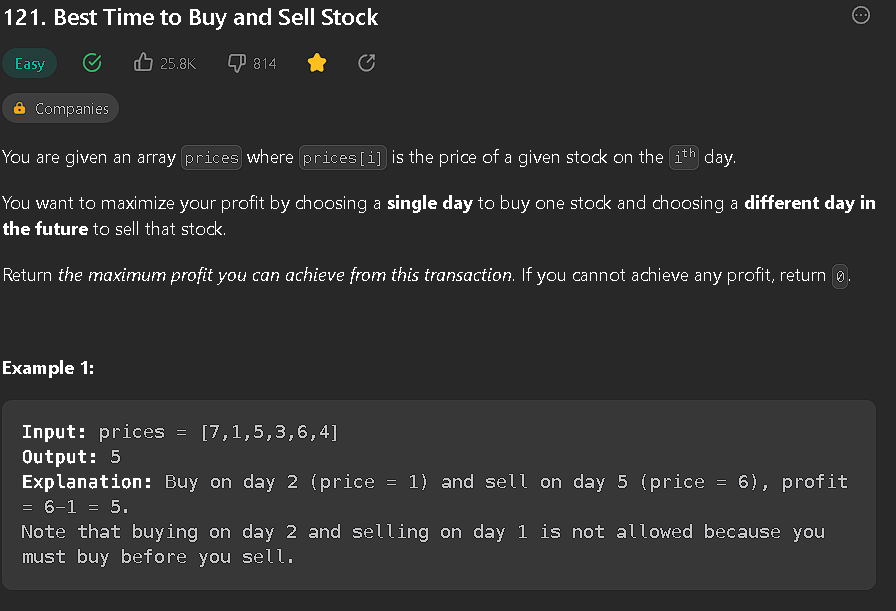 121. Best Time to Buy and Sell Stock
Easy 25.8K 814
Companies
You are given an array prices where prices[i] is the price of a given stock on the ith day.
You want to maximize your profit by choosing a single day to buy one stock and choosing a different day in
the future to sell that stock.
Return the maximum profit you can achieve from this transaction. If you cannot achieve any profit, return 0.
Example 1:
Input: prices = [7,1,5,3,6,4]
Output: 5
Explanation: Buy on day 2 (price = 1) and sell on day 5 (price = 6), profit
= 6-1 = 5.
Note that buying on day 2 and selling on day 1 is not allowed because you
must buy before you sell.